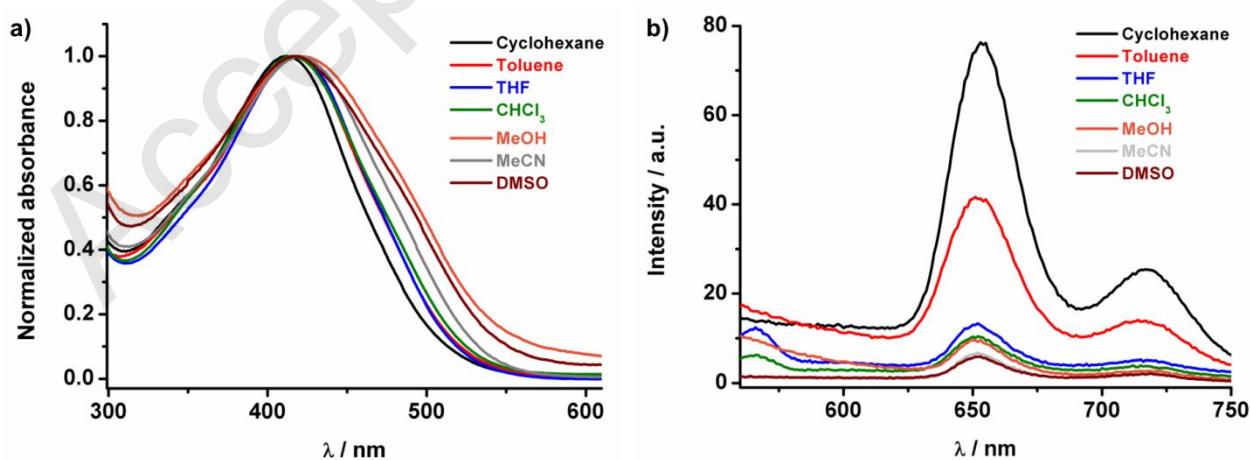 a)
Normalized absorbance
1.0
0.8
0.6
0.4
0.2
0.0
300
400
500
600
λ / nm
Cyclohexane
Toluene
THF
CHCl₃
MeOH
MeCN
DMSO
Accep
b)
Intensity / a.u.
80
60
40
20
0
600
650
700
750
λ / nm
Cyclohexane
Toluene
THF
CHCl₃
MeOH
MeCN
DMSO